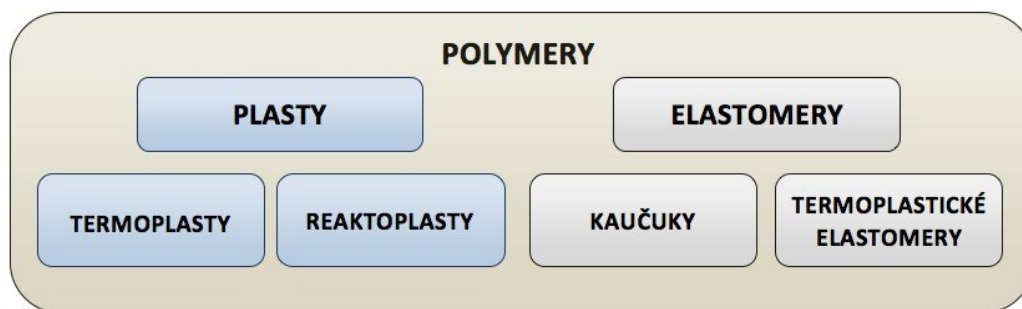 POLYMERY
PLASTY
ELASTOMERY
TERMOPLASTY
REAKTOPLASTY
KAUČUKY
TERMOPLASTICKÉ
ELASTOMERY